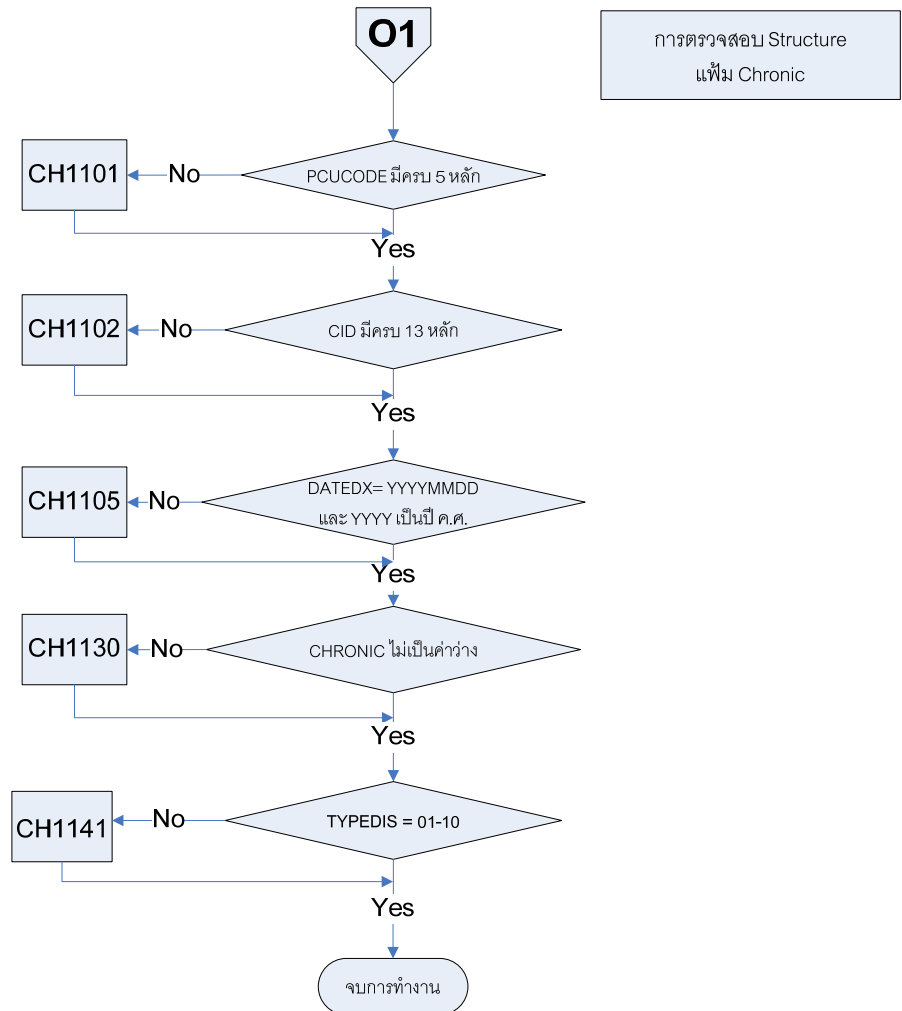 O1
การตรวจสอบ Structure
แฟ้ม Chronic
PCUCODE มีครบ 5 หลัก
No
CH1101
Yes
CID มีครบ 13 หลัก
No
CH1102
Yes
DATEDX= YYYYMMDD
และ YYYY เป็นปี ค.ศ.
No
CH1105
Yes
CHRONIC ไม่เป็นค่าว่าง
No
CH1130
Yes
TYPEDIS = 01-10
No
CH1141
Yes
จบการทำงาน